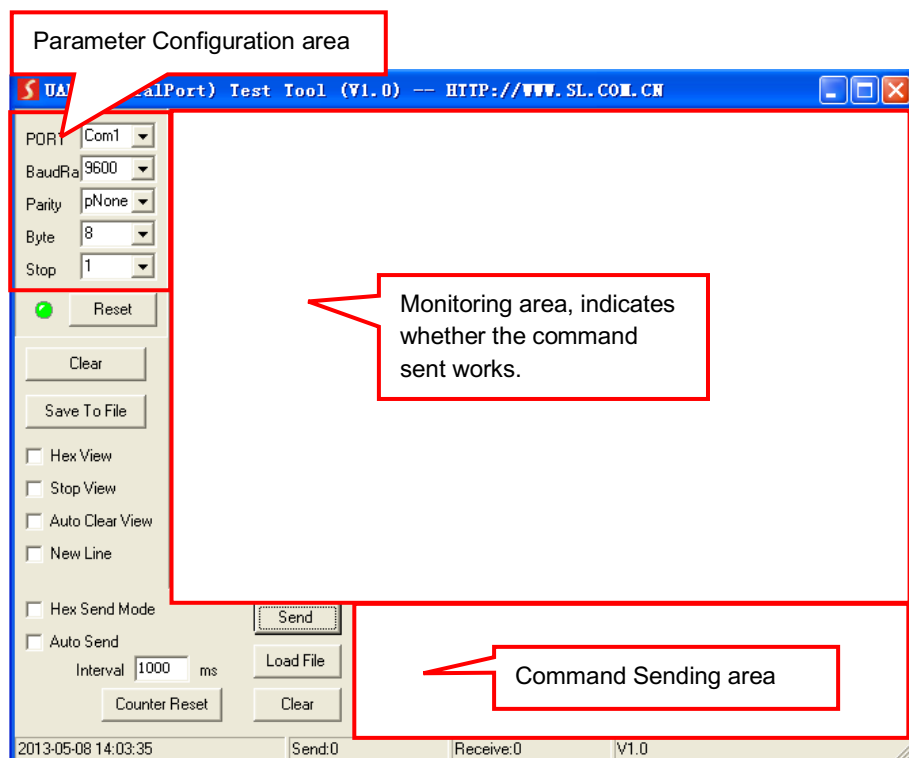 Parameter Configuration area
UA alPort) Test Tool (V1.0) -- HTTP://WWW.SL.COM.CN
PORT Com1
BaudRa 9600
Parity pNone
Byte 8
Stop 1
Reset
Clear
Save To File
Hex View
Stop View
Auto Clear View
New Line
Monitoring area, indicates
whether the command
sent works.
Hex Send Mode
Auto Send
Interval 1000 ms
Counter Reset
Send
Load File
Clear
Command Sending area
2013-05-08 14:03:35 Send:0 Receive:0 V1.0